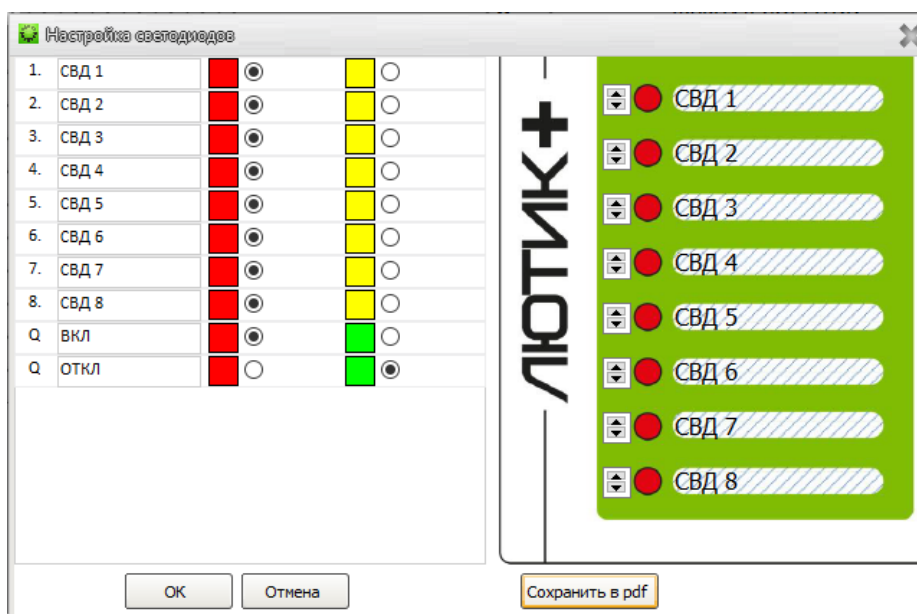 Настройка светодиодов
1. СВД 1
2. СВД 2
3. СВД 3
4. СВД 4
5. СВД 5
6. СВД 6
7. СВД 7
8. СВД 8
Q ВКЛ
Q ОТКЛ
ЛЮТИК+
СВД 1
СВД 2
СВД 3
СВД 4
СВД 5
СВД 6
СВД 7
СВД 8
ОК
Отмена
Сохранить в pdf